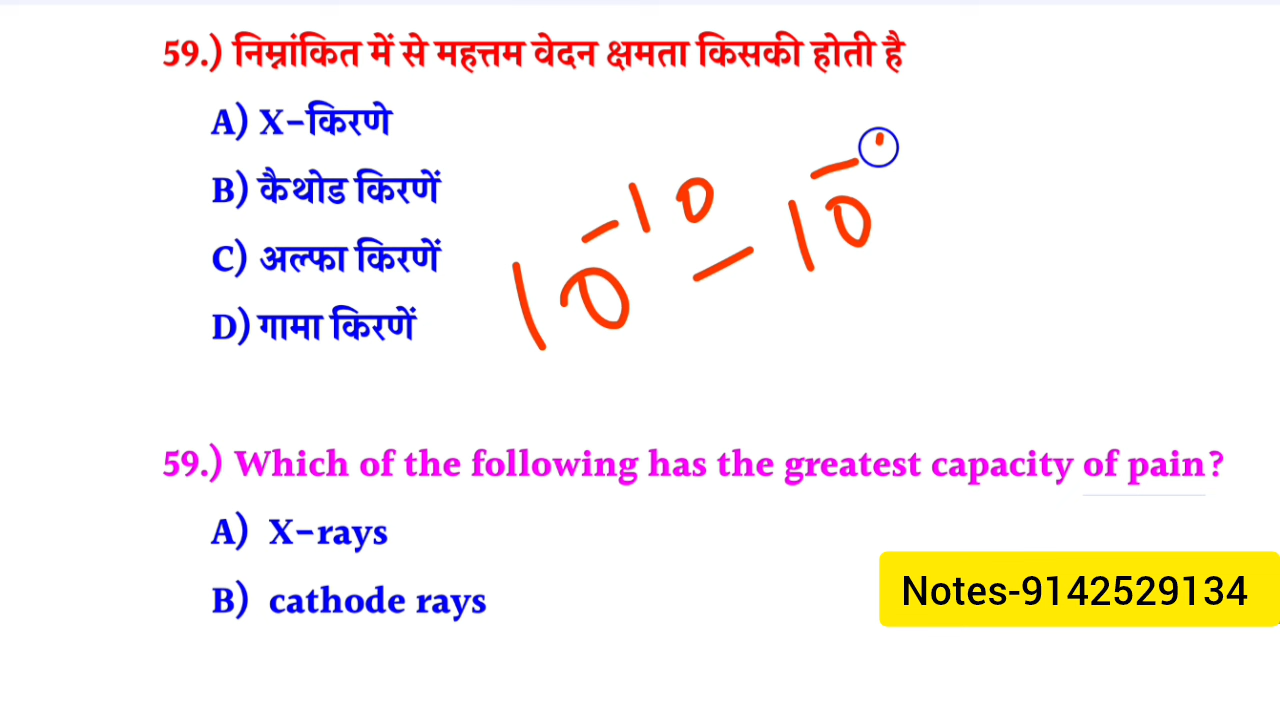 59.) निम्नांकित में से महत्तम वेदन क्षमता किसकी होती है
A) X-किरणे
B) कैथोड किरणें
C) अल्फा किरणें
D) गामा किरणें
10⁻¹⁰ – 10⁻
59.) Which of the following has the greatest capacity of pain?
A) X-rays
B) cathode rays
Notes-9142529134